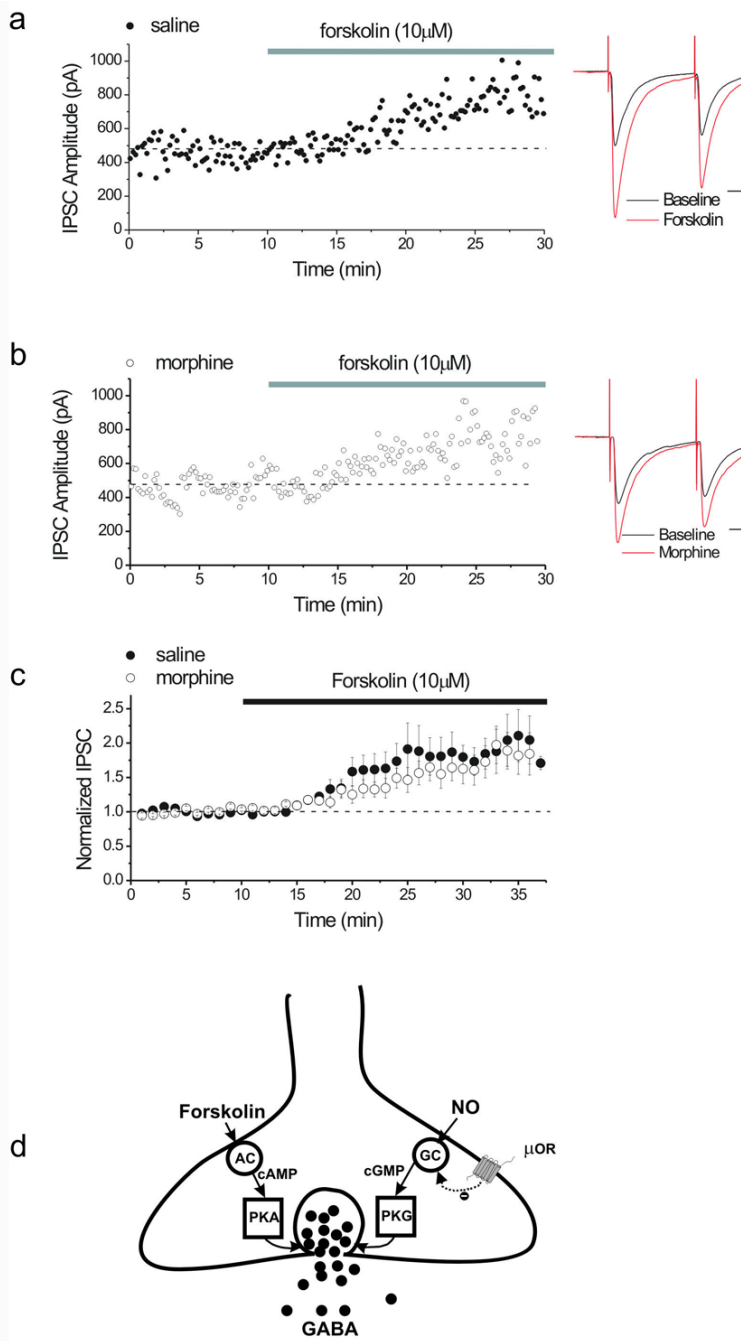 a
saline
forskolin (10μM)
1000
800
600
400
200
0
IPSC Amplitude (pA)
0 5 10 15 20 25 30
Time (min)
Baseline
Forskolin
b
morphine
forskolin (10μM)
1000
800
600
400
200
0
IPSC Amplitude (pA)
0 5 10 15 20 25 30
Time (min)
Baseline
Morphine
c
saline
morphine
Forskolin (10μM)
2.5
2.0
1.5
1.0
0.5
0.0
Normalized IPSC
0 5 10 15 20 25 30 35
Time (min)
d
Forskolin
NO
μOR
AC
GC
cAMP
cGMP
PKA
PKG
GABA